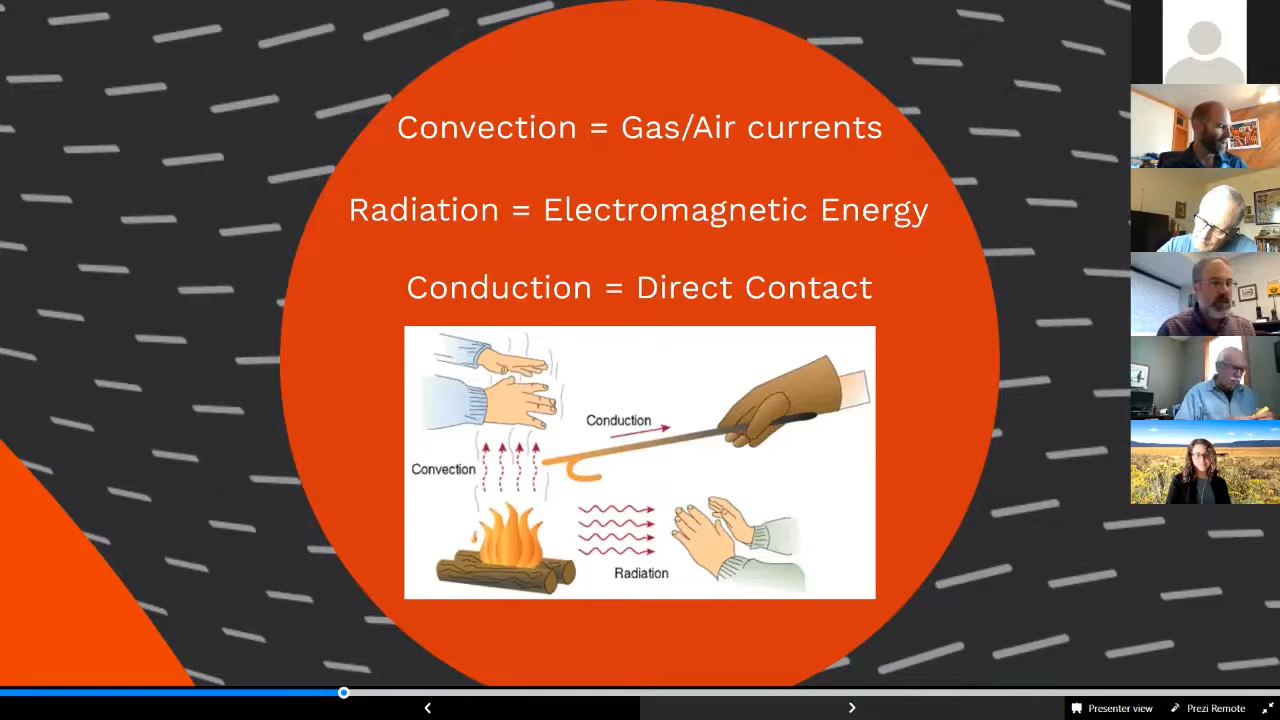 Convection = Gas/Air currents
Radiation = Electromagnetic Energy
Conduction = Direct Contact
Conduction
Convection
Radiation
Presenter view
Prezi Remote